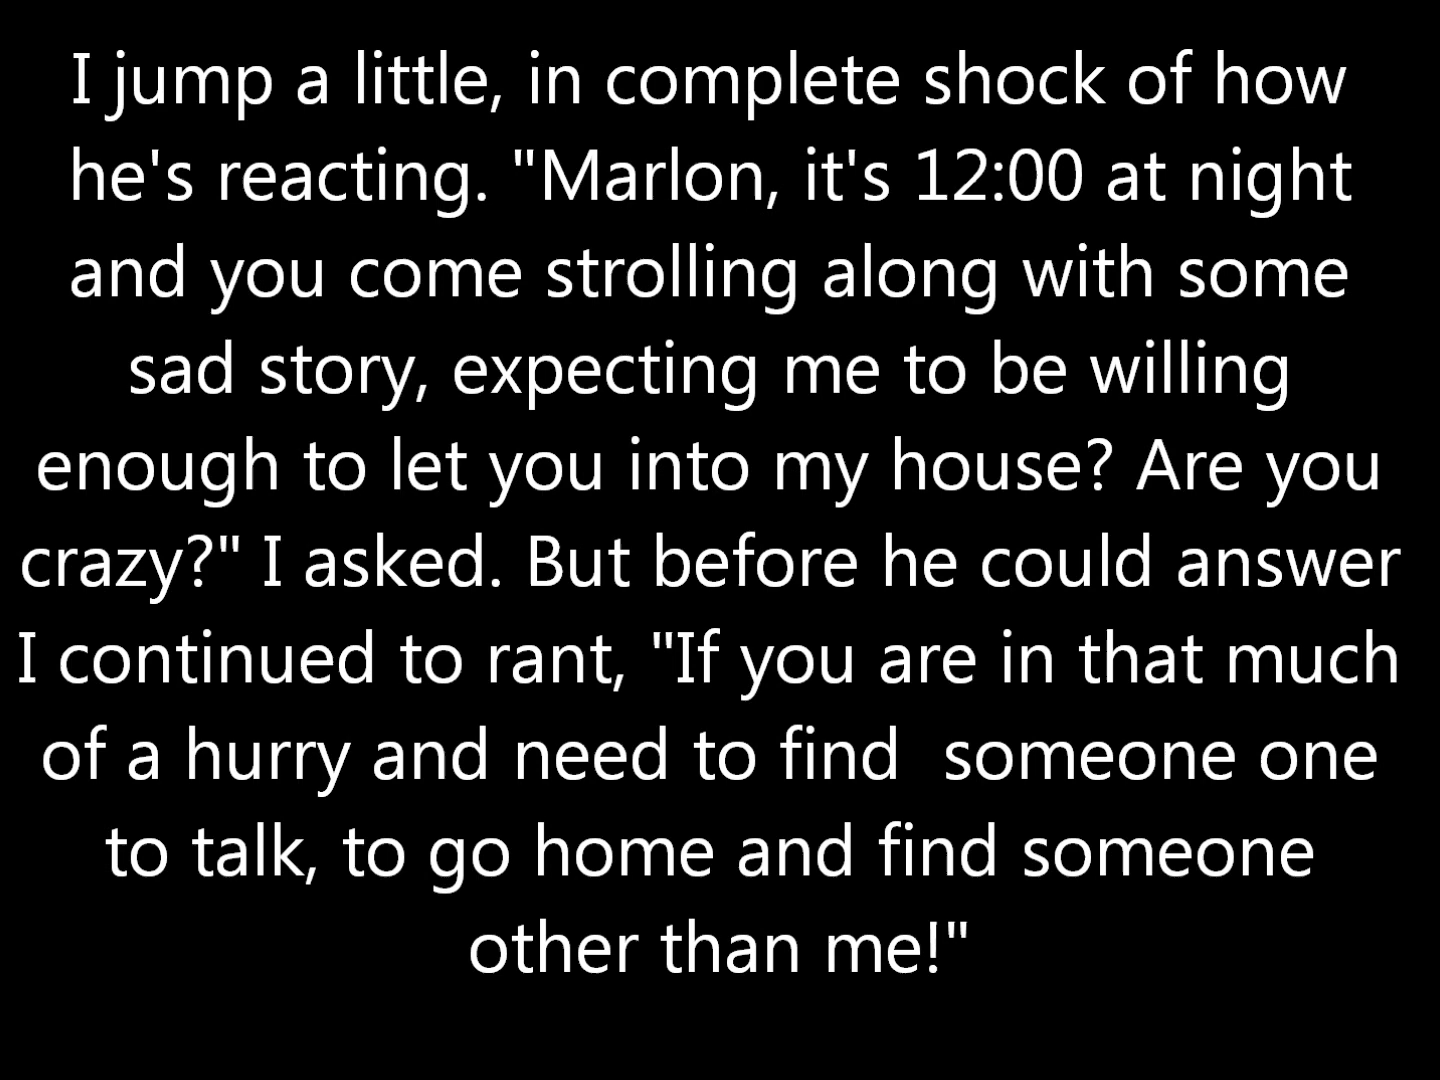 I jump a little, in complete shock of how
he's reacting. "Marlon, it's 12:00 at night
and you come strolling along with some
sad story, expecting me to be willing
enough to let you into my house? Are you
crazy?" I asked. But before he could answer
I continued to rant, "If you are in that much
of a hurry and need to find  someone one
to talk, to go home and find someone
other than me!"